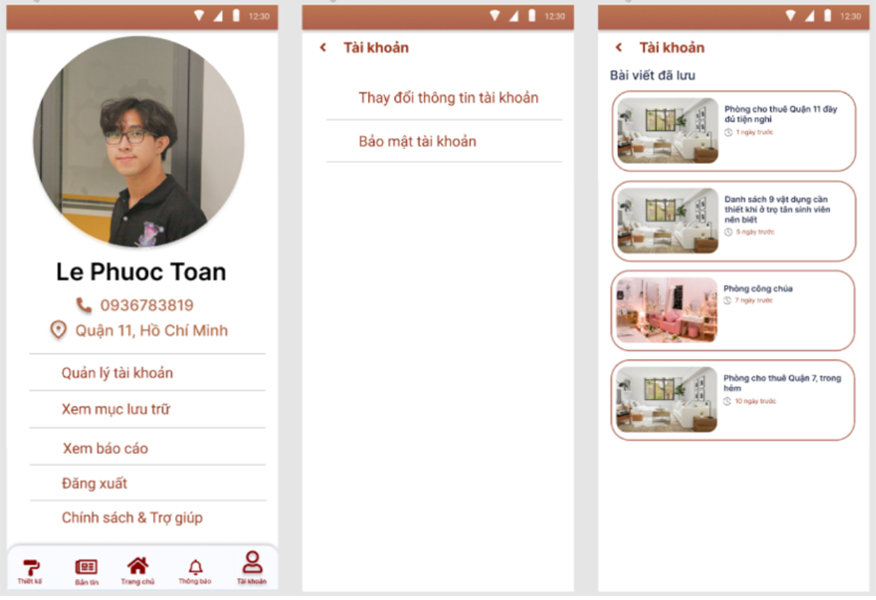 12:30
Le Phuoc Toan
0936783819
Quận 11, Hồ Chí Minh
Quản lý tài khoản
Xem mục lưu trữ
Xem báo cáo
Đăng xuất
Chính sách & Trợ giúp
Thiết kế
Bản tin
Trang chủ
Thông báo
Tài khoản
12:30
Tài khoản
Thay đổi thông tin tài khoản
Bảo mật tài khoản
12:30
Tài khoản
Bài viết đã lưu
Phòng cho thuê Quận 11 đầy
đủ tiện nghi
1 ngày trước
Danh sách 9 vật dụng cần
thiết khi ở trọ tân sinh viên
nên biết
5 ngày trước
Phòng công chúa
7 ngày trước
Phòng cho thuê Quận 7, trong
hẻm
10 ngày trước